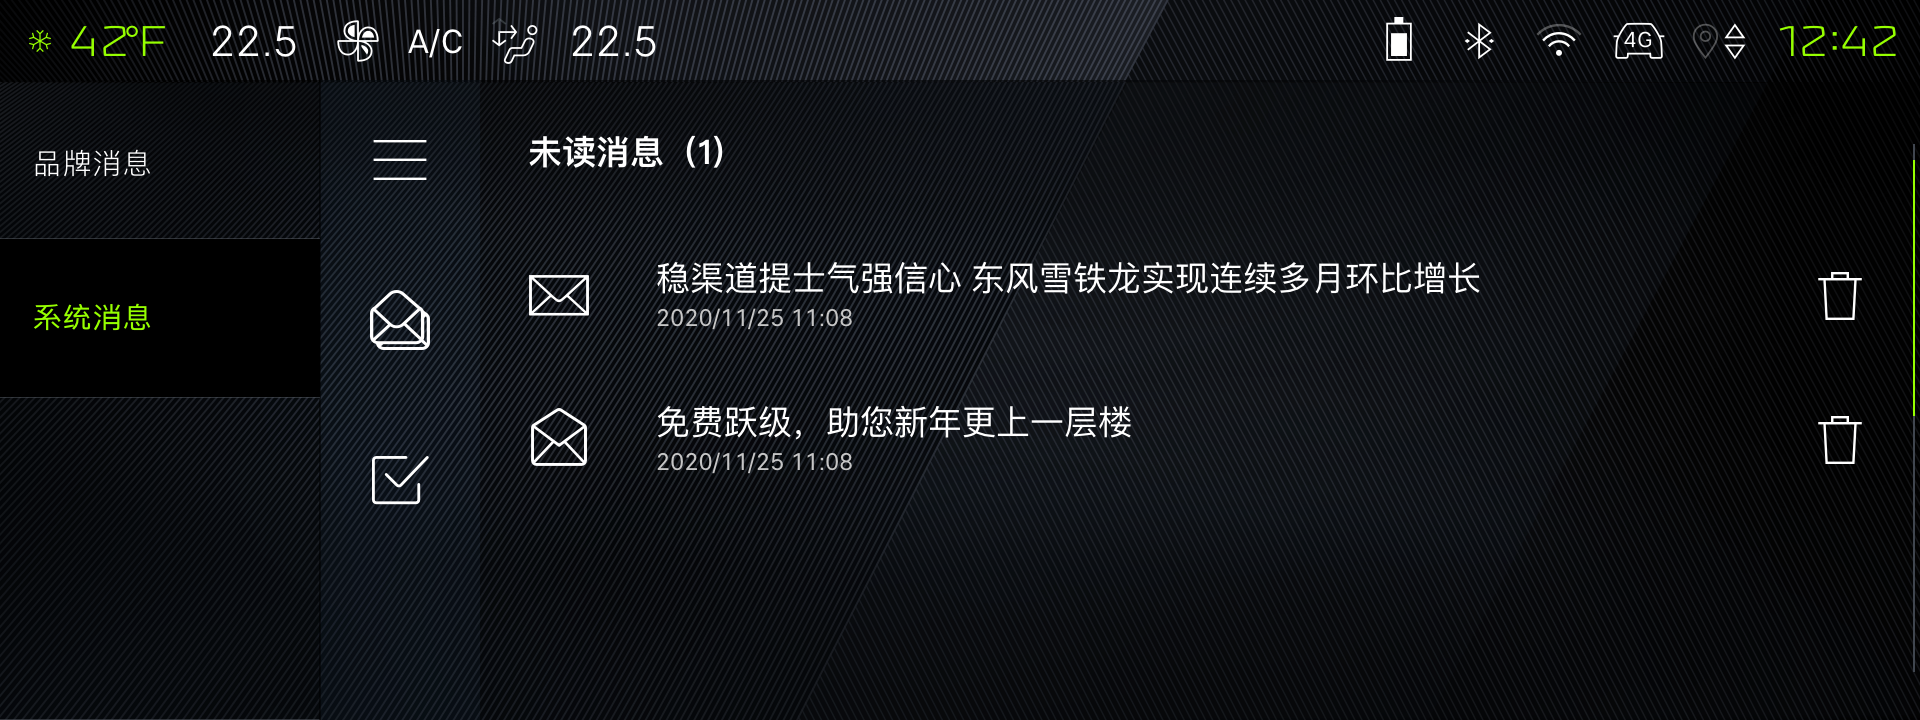 42°F 22.5 A/C 22.5 4G 12:42
品牌消息
系统消息
未读消息（1）
稳渠道提士气强信心 东风雪铁龙实现连续多月环比增长
2020/11/25 11:08
免费跃级，助您新年更上一层楼
2020/11/25 11:08